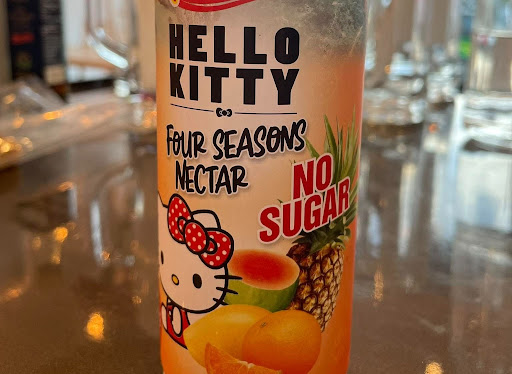 HELLO
KITTY
FOUR SEASONS
NECTAR
NO
SUGAR